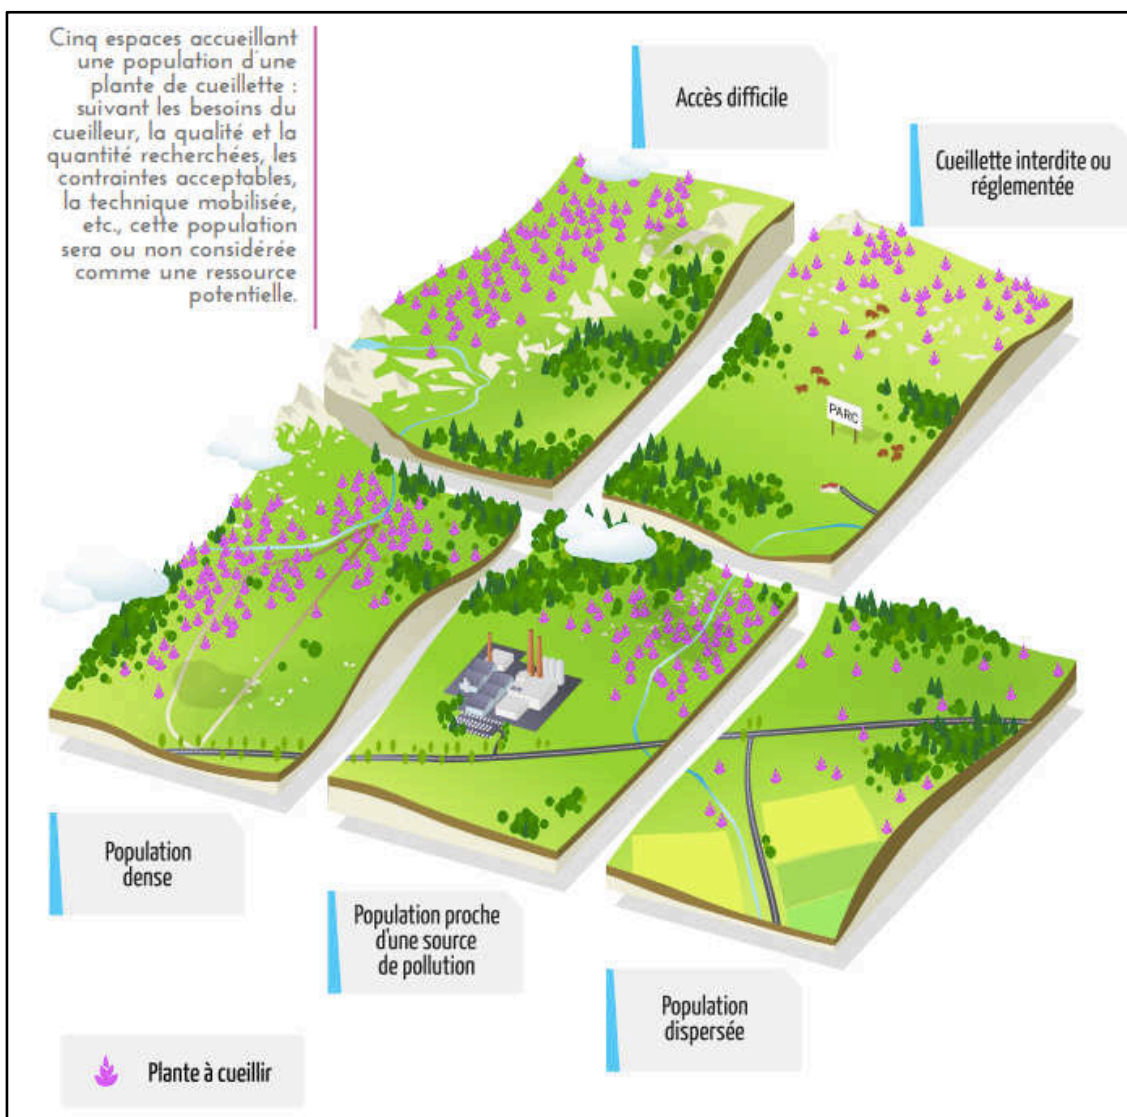 Cinq espaces accueillant
une population d'une
plante de cueillette :
suivant les besoins du
cueilleur, la qualité et la
quantité recherchées, les
contraintes acceptables,
la technique mobilisée,
etc., cette population
sera ou non considérée
comme une ressource
potentielle.
Accès difficile
Cueillette interdite ou
réglementée
PARC
Population
dense
Population proche
d'une source
de pollution
Population
dispersée
Plante à cueillir